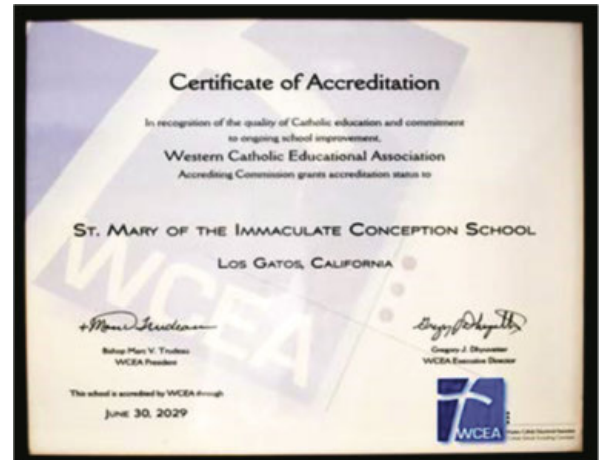 Certificate of Accreditation
In recognition of the quality of Catholic education and commitment
to ongoing school improvement,
Western Catholic Educational Association
Accrediting Commission grants accreditation status to
ST. MARY OF THE IMMACULATE CONCEPTION SCHOOL
LOS GATOS, CALIFORNIA
WCEA
Bishop Marc V. Trudeau
WCEA President
Gregory J. Dhuyvetter
WCEA Executive Director
This school is accredited by WCEA through
JUNE 30, 2029
WCEA